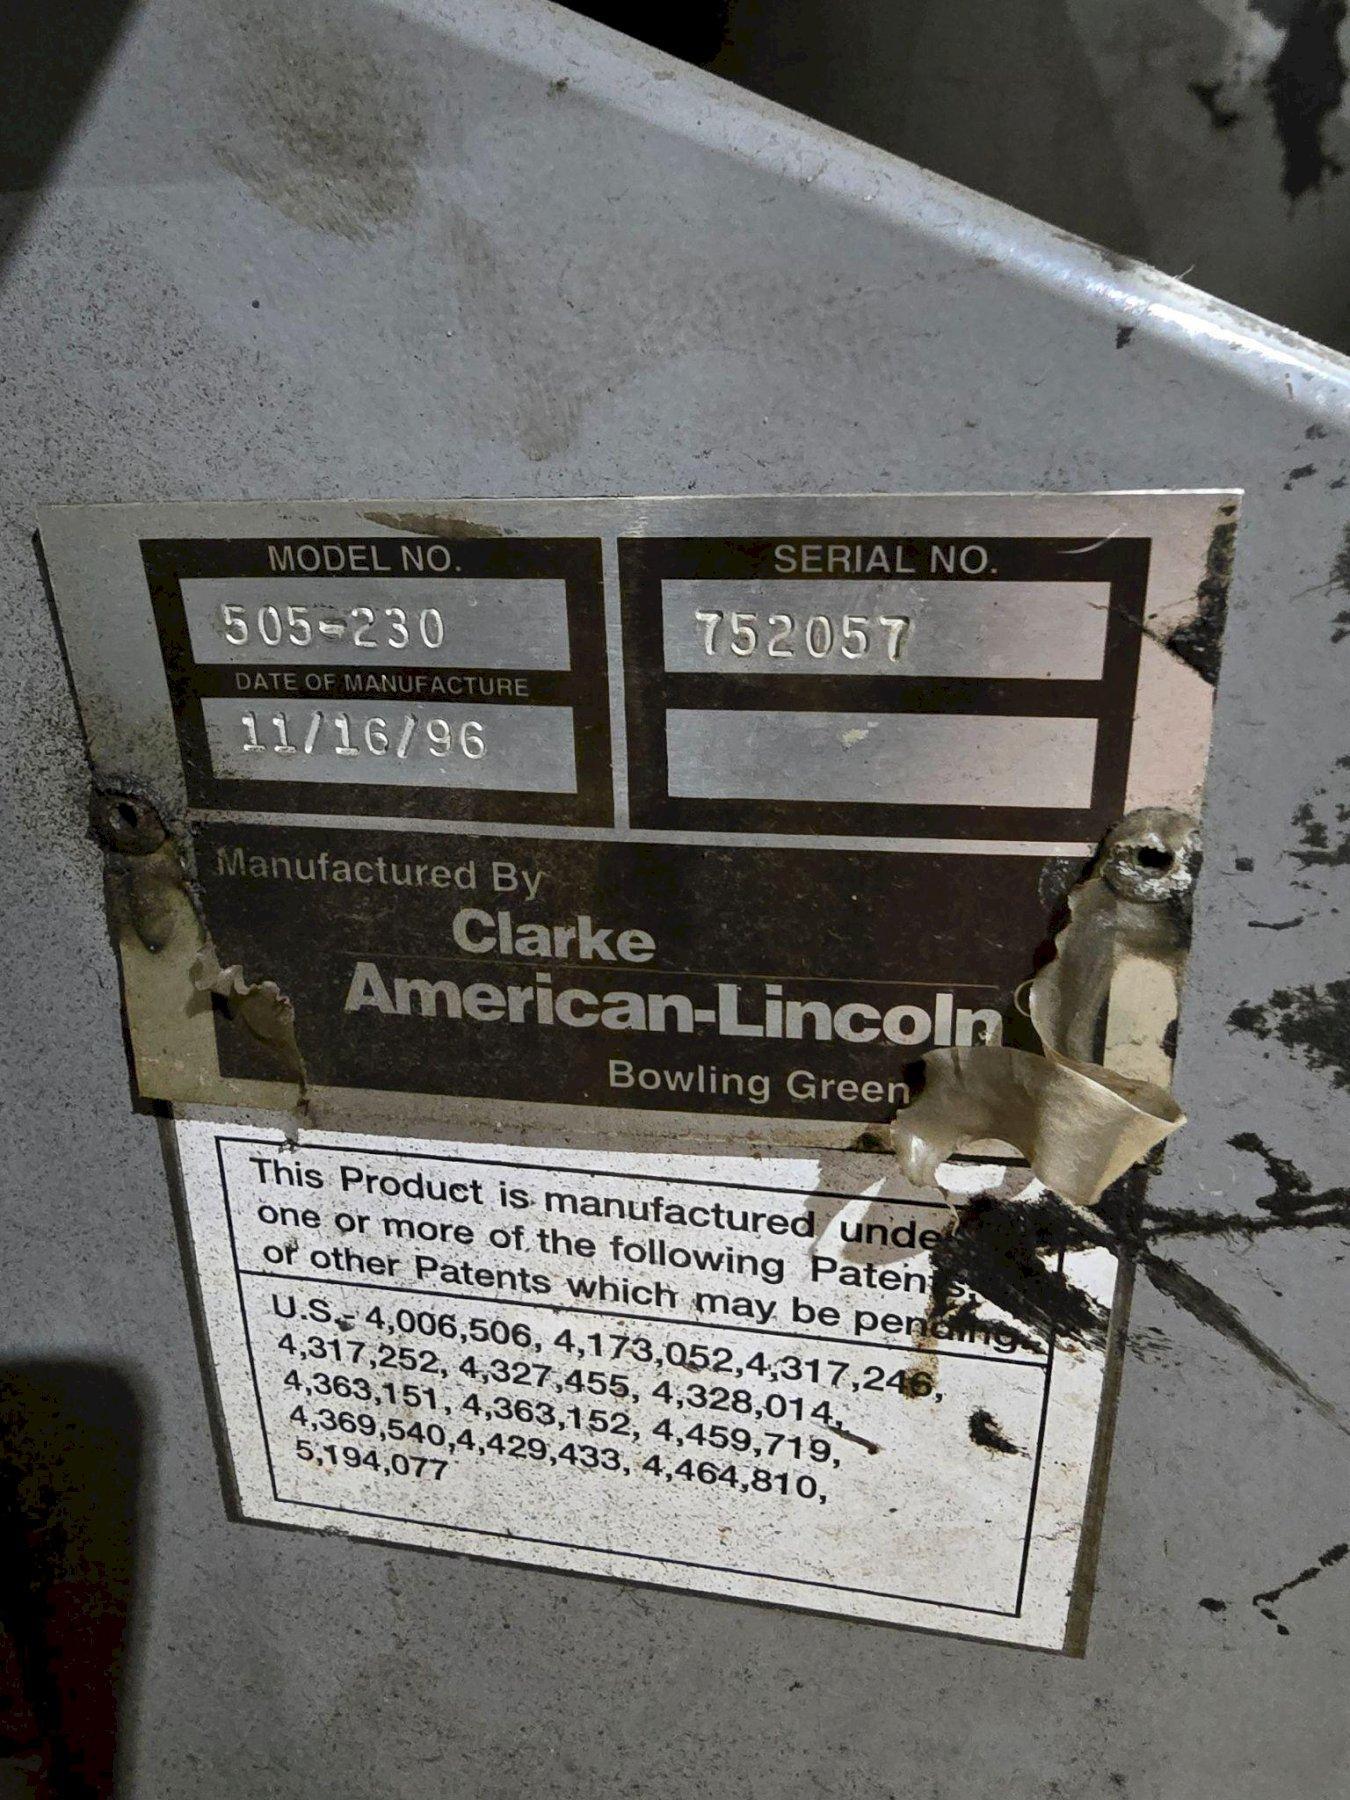 MODEL NO.
505-230
DATE OF MANUFACTURE
11/16/96
SERIAL NO.
752057
Manufactured By
Clarke
American-Lincoln
Bowling Green
This Product is manufactured unde
one or more of the following Patents,
or other Patents which may be pending.
U.S.- 4,006,506, 4,173,052,4,317,246,
4,317,252, 4,327,455, 4,328,014,
4,363,151, 4,363,152, 4,459,719,
4,369,540,4,429,433, 4,464,810,
5,194,077